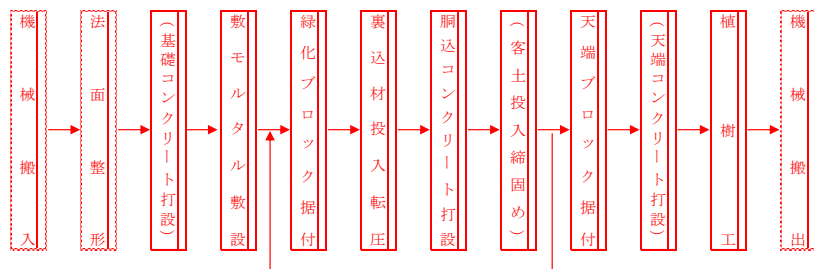 機械搬入
法面整形
（基礎コンクリート打設）
敷モルタル敷設
緑化ブロック据付
裏込材投入転圧
胴込コンクリート打設
（客土投入締固め）
天端ブロック据付
（天端コンクリート打設）
植樹工
機械搬出